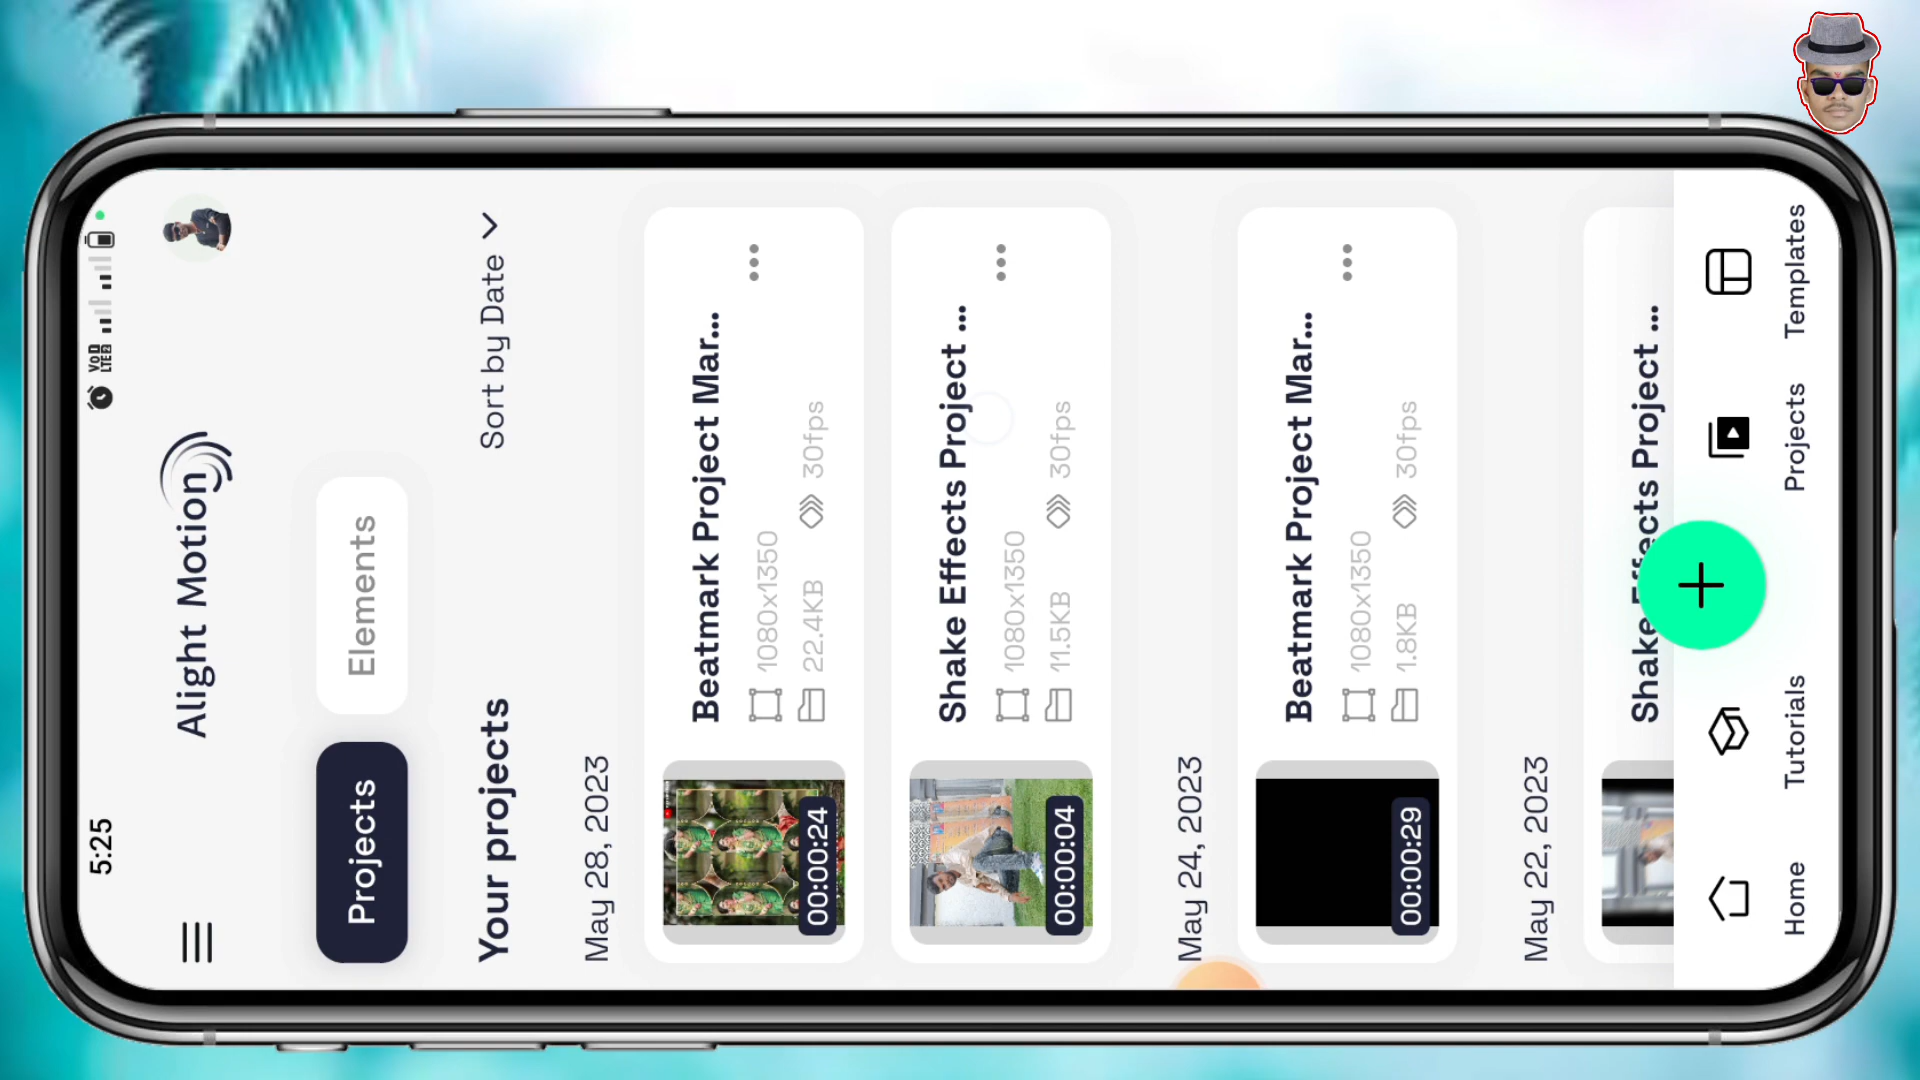 5:25
VoD
LTE2
Alight Motion
Projects
Elements
Your projects
Sort by Date
May 28, 2023
Beatmark Project Mar...
1080x1350
22.4KB
30fps
00:00:24
Shake Effects Project ...
1080x1350
11.5KB
30fps
00:00:04
May 24, 2023
Beatmark Project Mar...
1080x1350
1.8KB
30fps
00:00:29
May 22, 2023
Shake Effects Project ...
Home
Tutorials
Projects
Templates